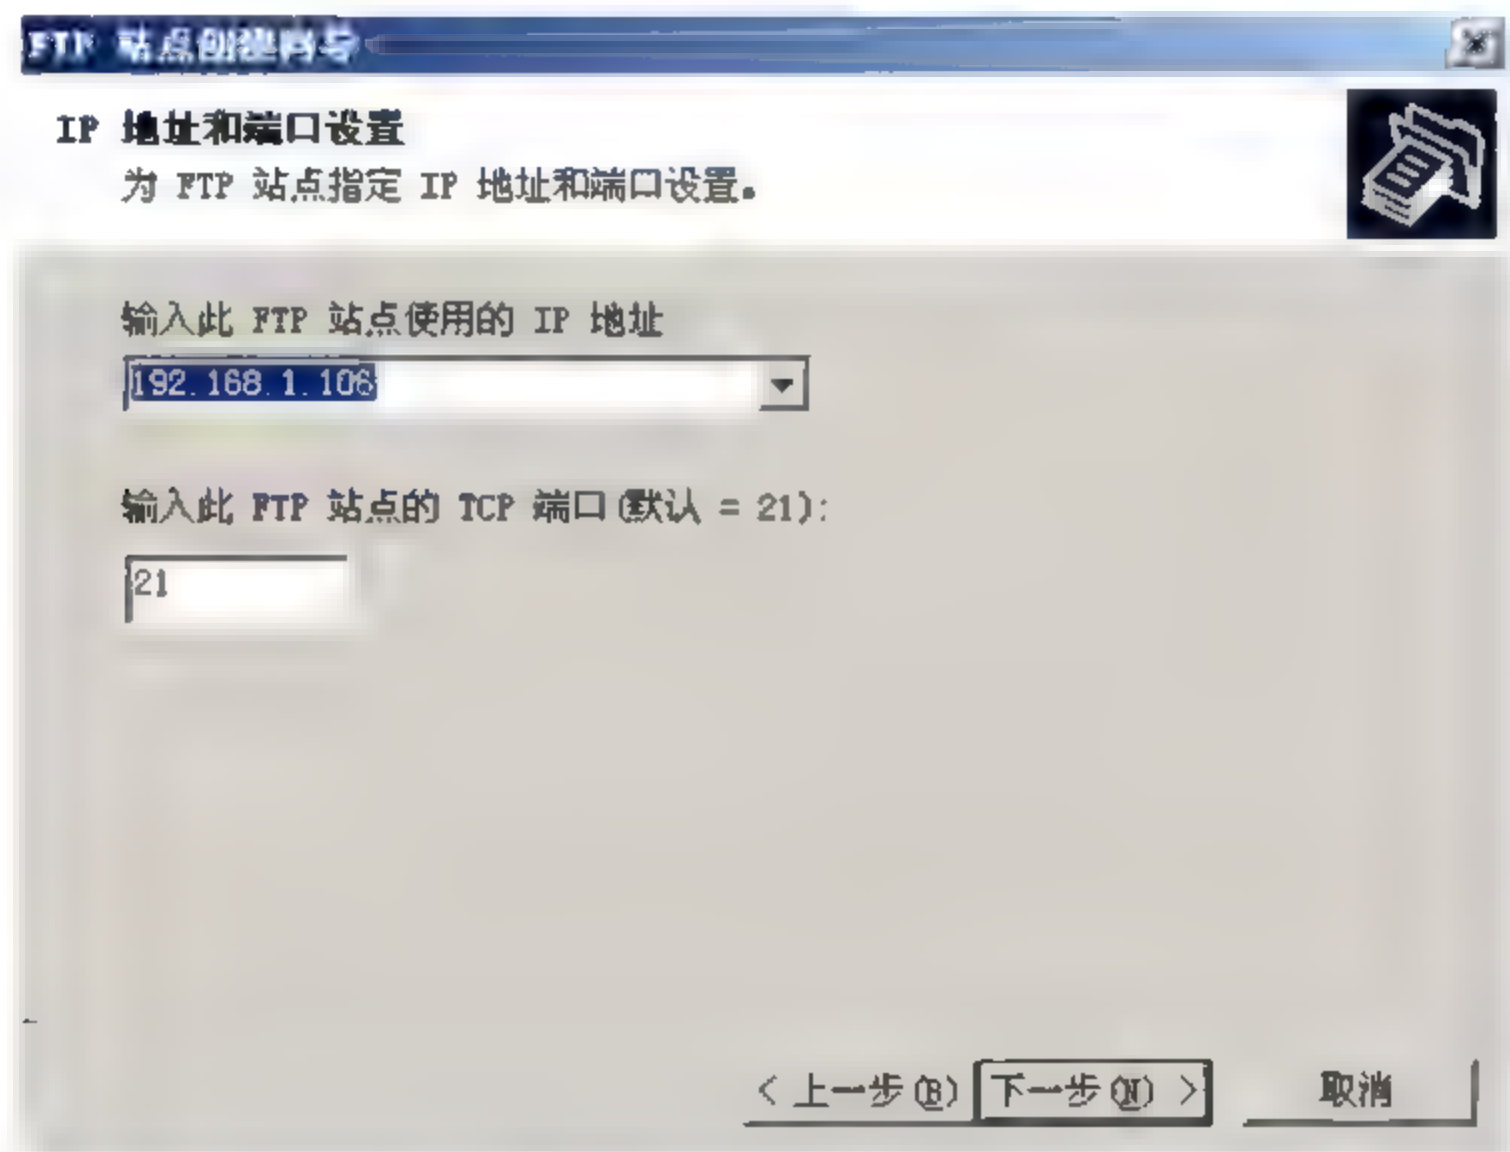 FTP 站点创建向导
IP 地址和端口设置
为 FTP 站点指定 IP 地址和端口设置。
输入此 FTP 站点使用的 IP 地址
192.168.1.106
输入此 FTP 站点的 TCP 端口(默认 = 21):
21
< 上一步(B) 下一步(N) > 取消